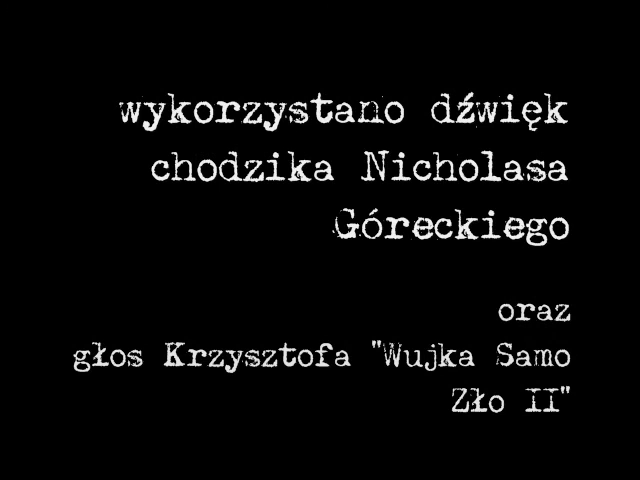 wykorzystano dźwięk
chodzika Nicholasa
Góreckiego
oraz
głos Krzysztofa "Wujka Samo
Zło II"